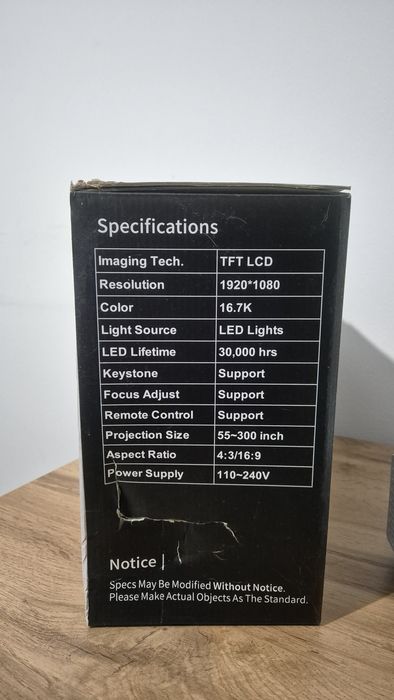 Specifications
Imaging Tech. TFT LCD
Resolution 1920*1080
Color 16.7K
Light Source LED Lights
LED Lifetime 30,000 hrs
Keystone Support
Focus Adjust Support
Remote Control Support
Projection Size 55~300 inch
Aspect Ratio 4:3/16:9
Power Supply 110~240V
Notice
Specs May Be Modified Without Notice.
Please Make Actual Objects As The Standard.